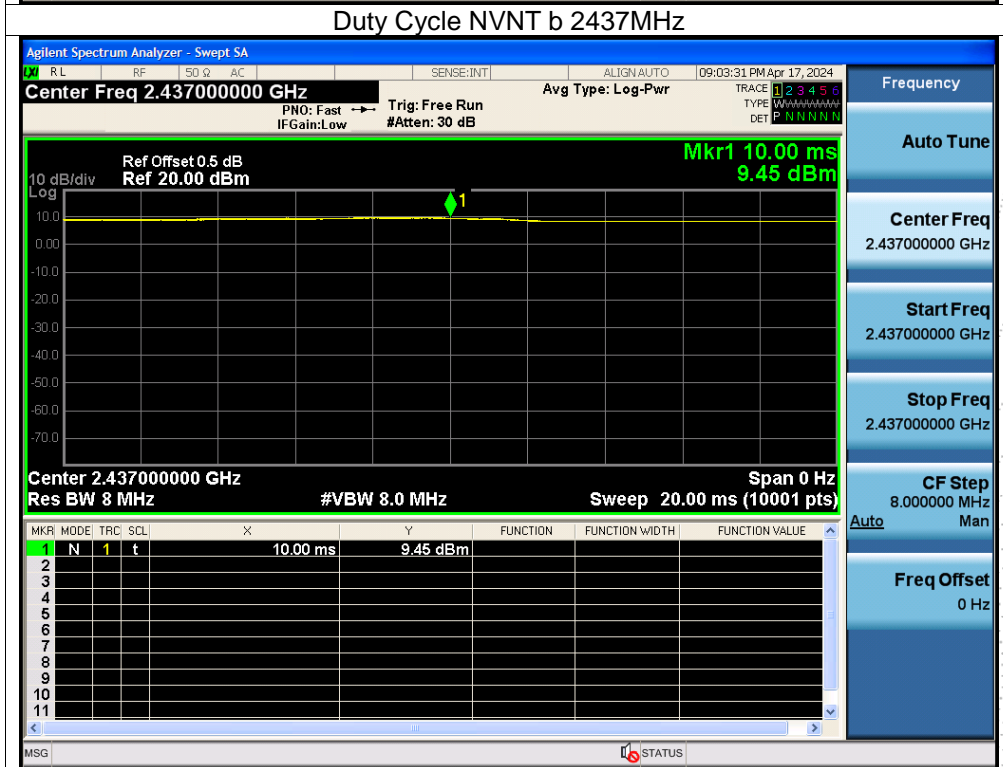 Duty Cycle NVNT b 2437MHz
Agilent Spectrum Analyzer - Swept SA
LXI RL RF 50 Ω AC SENSE:INT ALIGN AUTO 09:03:31 PM Apr 17, 2024
Center Freq 2.437000000 GHz
PNO: Fast
IFGain:Low
Trig: Free Run
#Atten: 30 dB
Avg Type: Log-Pwr
TRACE 1 2 3 4 5 6
TYPE WWWWWW
DET P N N N N N
Mkr1 10.00 ms
9.45 dBm
Ref Offset 0.5 dB
10 dB/div Ref 20.00 dBm
Log
1
10.0
0.00
-10.0
-20.0
-30.0
-40.0
-50.0
-60.0
-70.0
Center 2.437000000 GHz Span 0 Hz
Res BW 8 MHz #VBW 8.0 MHz Sweep 20.00 ms (10001 pts)
MKR MODE TRC SCL X Y FUNCTION FUNCTION WIDTH FUNCTION VALUE
1 N 1 t 10.00 ms 9.45 dBm
2
3
4
5
6
7
8
9
10
11
MSG STATUS
Frequency
Auto Tune
Center Freq
2.437000000 GHz
Start Freq
2.437000000 GHz
Stop Freq
2.437000000 GHz
CF Step
8.000000 MHz
Auto Man
Freq Offset
0 Hz